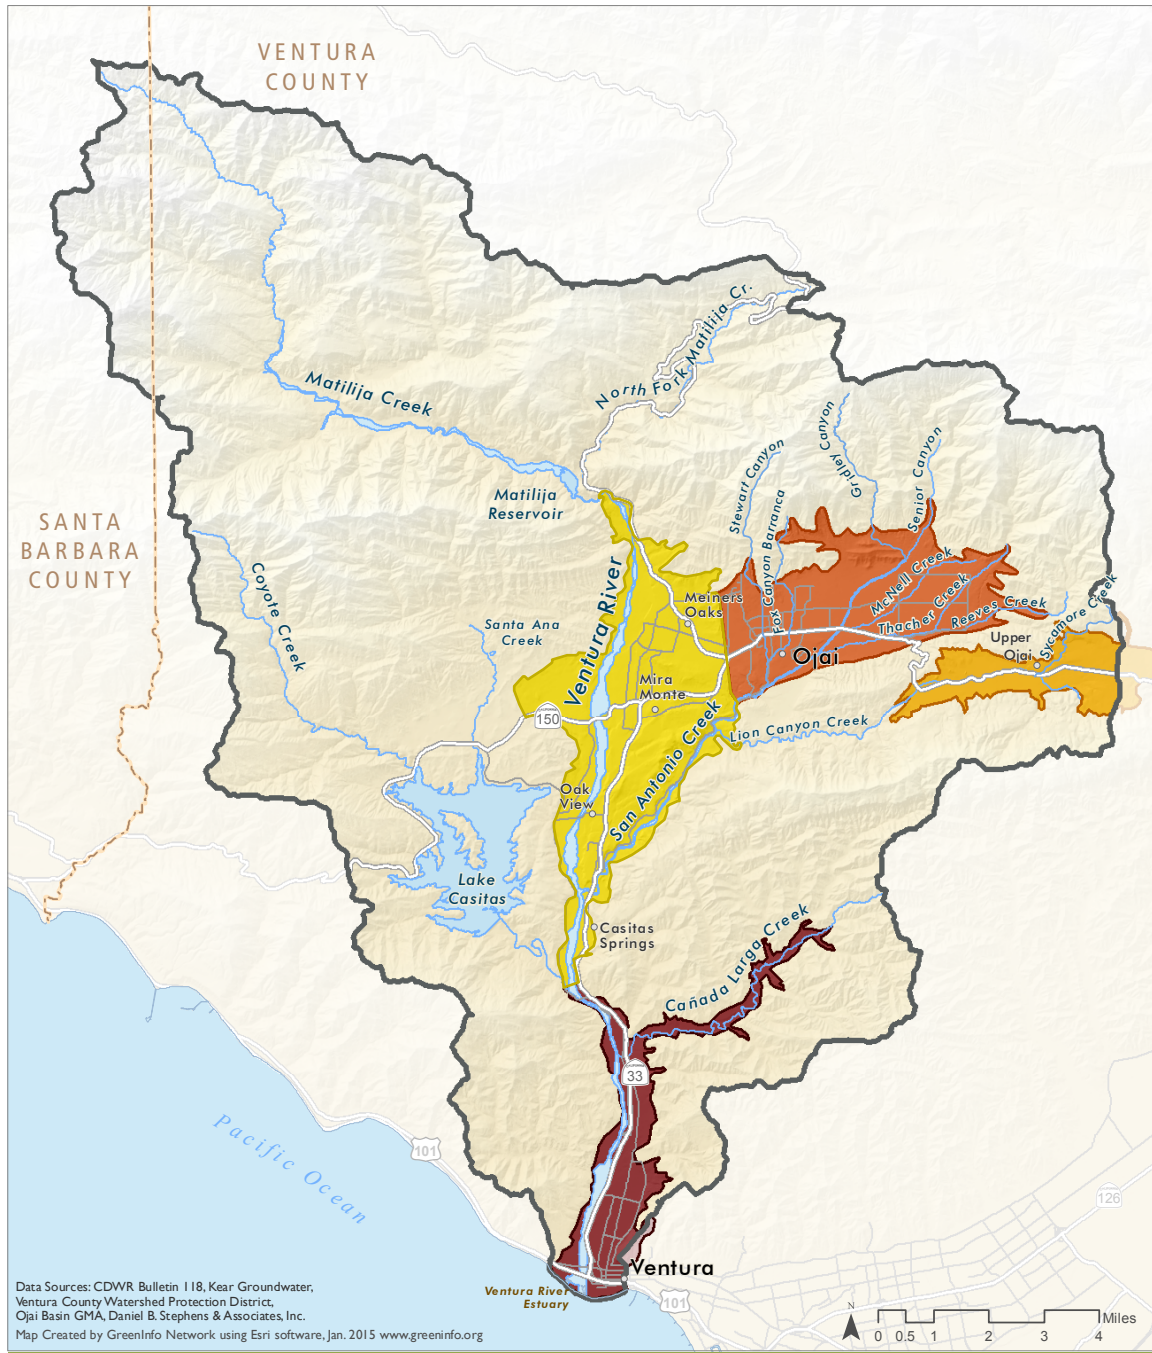 VENTURA
COUNTY
North Fork Matilija Cr.
Matilija Creek
Gridley Canyon
Senior Canyon
Stewart Canyon
Fox Canyon Barranca
Matilija
Reservoir
SANTA
BARBARA
COUNTY
Coyote Creek
Ventura River
McNell Creek
Thacher Creek
Reeves Creek
Sycamore Creek
Meiners
Oaks
Santa Ana
Creek
Upper
Ojai
Ojai
Mira
Monte
150
CALIFORNIA
Lion Canyon Creek
San Antonio Creek
Oak
View
Lake
Casitas
Casitas
Springs
Cañada Larga Creek
CALIFORNIA
33
Pacific Ocean
101
126
Ventura
Ventura River
Estuary
101
Data Sources: CDWR Bulletin 118, Kear Groundwater,
Ventura County Watershed Protection District,
Ojai Basin GMA, Daniel B. Stephens & Associates, Inc.
Map Created by GreenInfo Network using Esri software, Jan. 2015 www.greeninfo.org
N
Miles
0 0.5 1 2 3 4